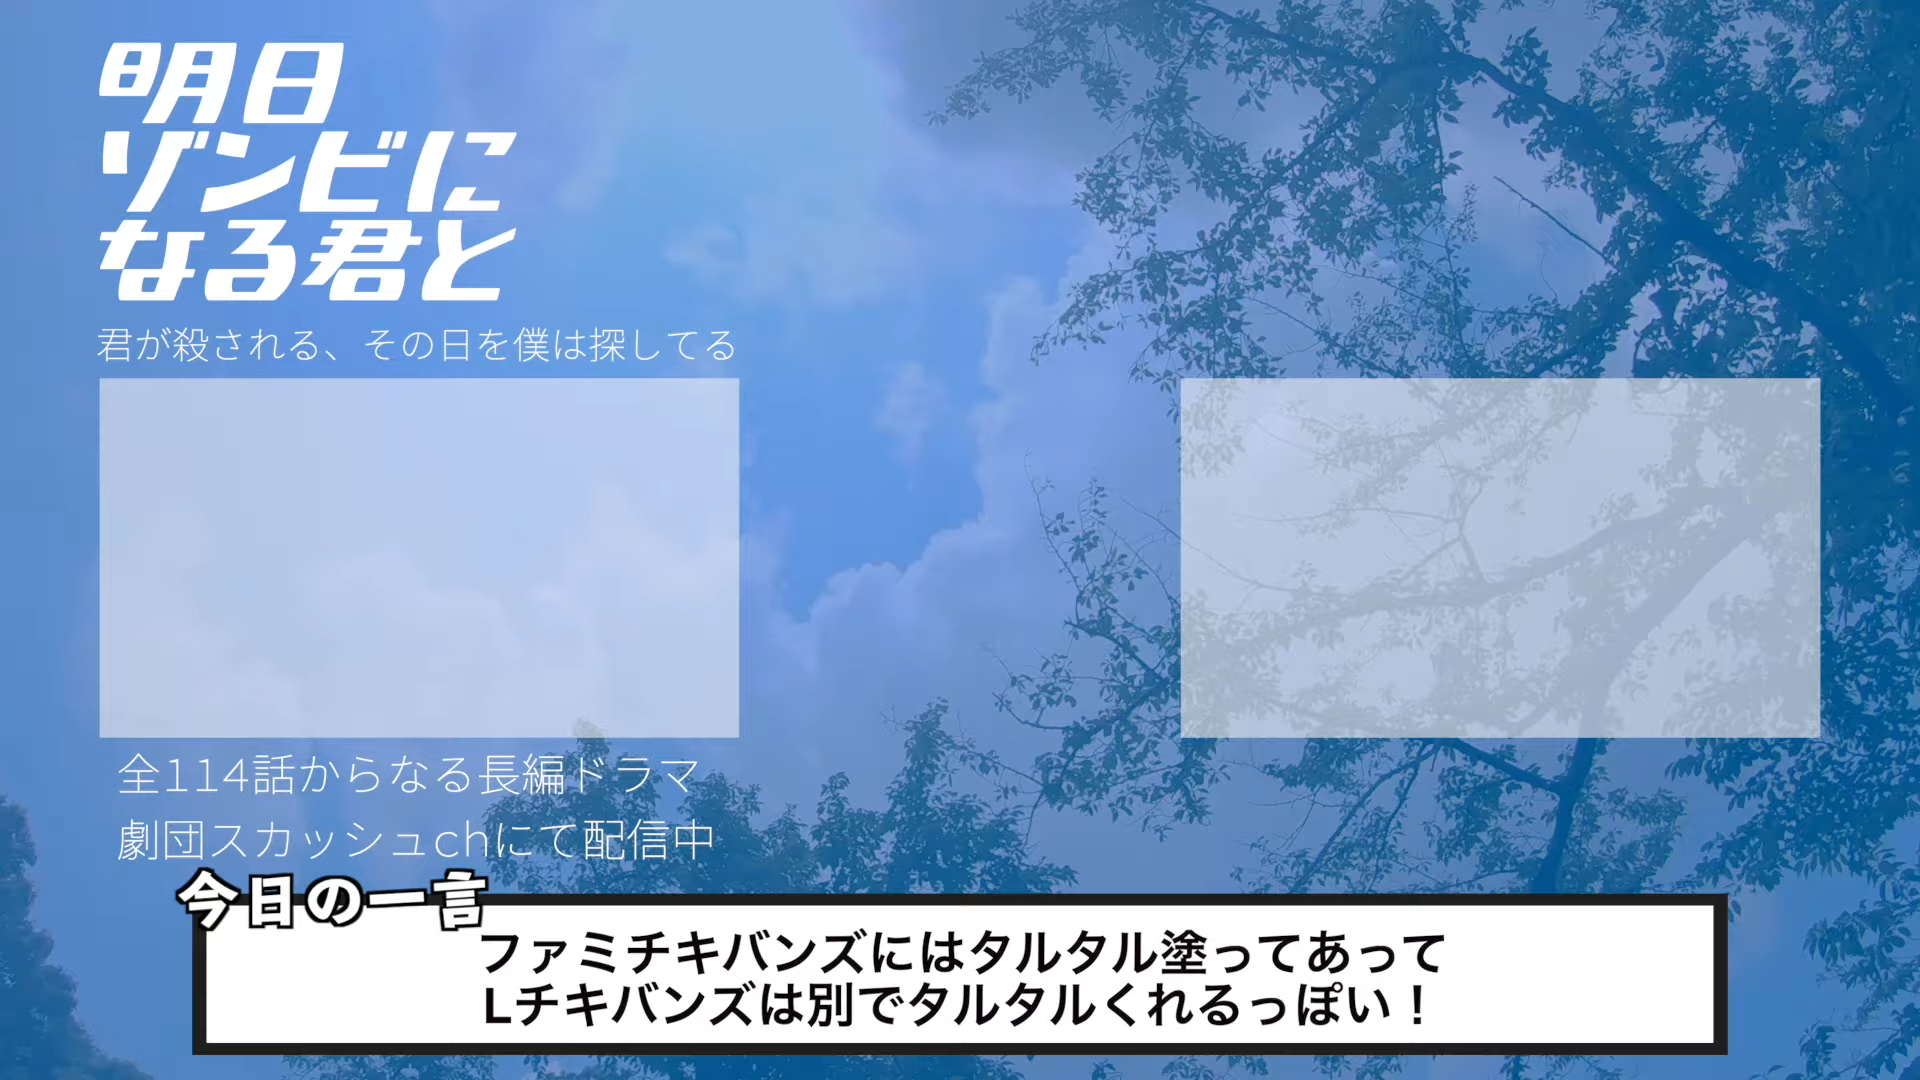 明日
ゾンビに
なる君と
君が殺される、その日を僕は探してる
全114話からなる長編ドラマ
劇団スカッシュchにて配信中
今日の一言
ファミチキバンズにはタルタル塗ってあって
Lチキバンズは別でタルタルくれるっぽい！